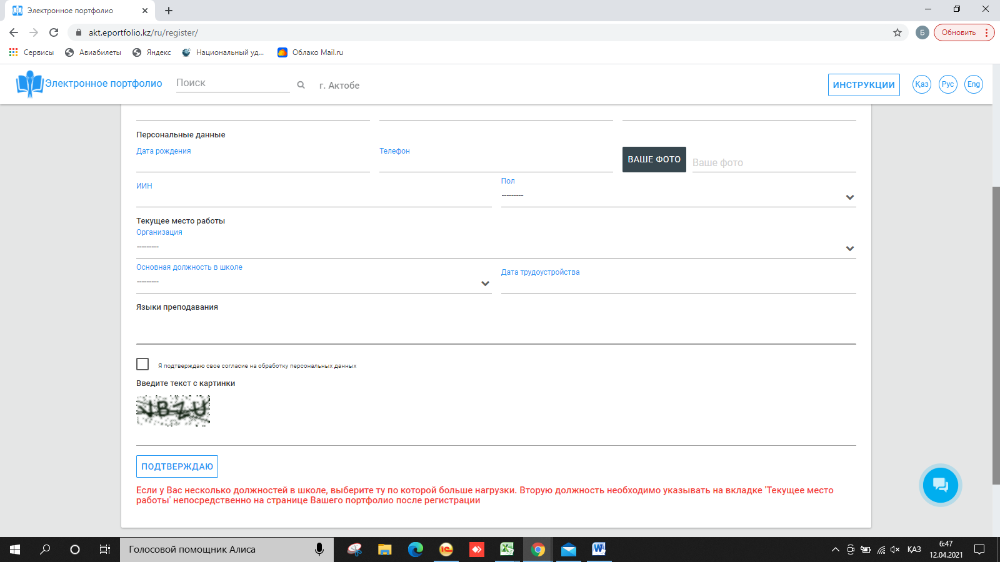 Электронное портфолио
akt.eportfolio.kz/ru/register/
Б
Обновить
Сервисы
Авиабилеты
Яндекс
Национальный уд...
Облако Mail.ru
Электронное портфолио
Поиск
г. Актобе
ИНСТРУКЦИИ
Қаз
Рус
Eng
Персональные данные
Дата рождения
Телефон
ВАШЕ ФОТО
Ваше фото
ИИН
Пол
---------
Текущее место работы
Организация
---------
Основная должность в школе
---------
Дата трудоустройства
Языки преподавания
Я подтверждаю свое согласие на обработку персональных данных
Введите текст с картинки
ПОДТВЕРЖДАЮ
Если у Вас несколько должностей в школе, выберите ту по которой больше нагрузки. Вторую должность необходимо указывать на вкладке 'Текущее место
работы' непосредственно на странице Вашего портфолио после регистрации
Голосовой помощник Алиса
ҚАЗ
6:47
12.04.2021